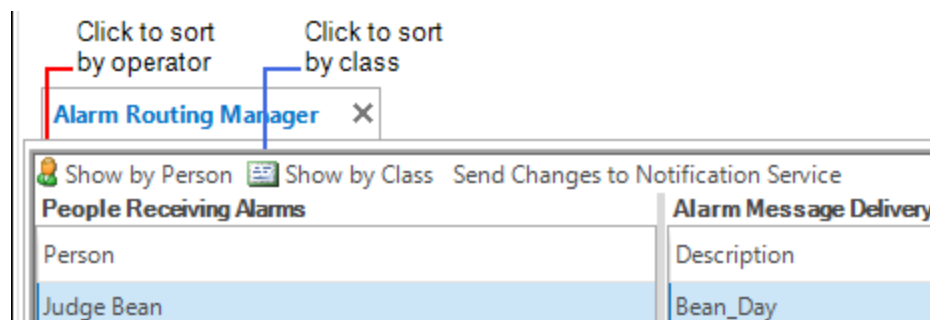 Click to sort
by operator
Click to sort
by class
Alarm Routing Manager
Show by Person Show by Class Send Changes to Notification Service
People Receiving Alarms Alarm Message Delivery
Person Description
Judge Bean Bean_Day